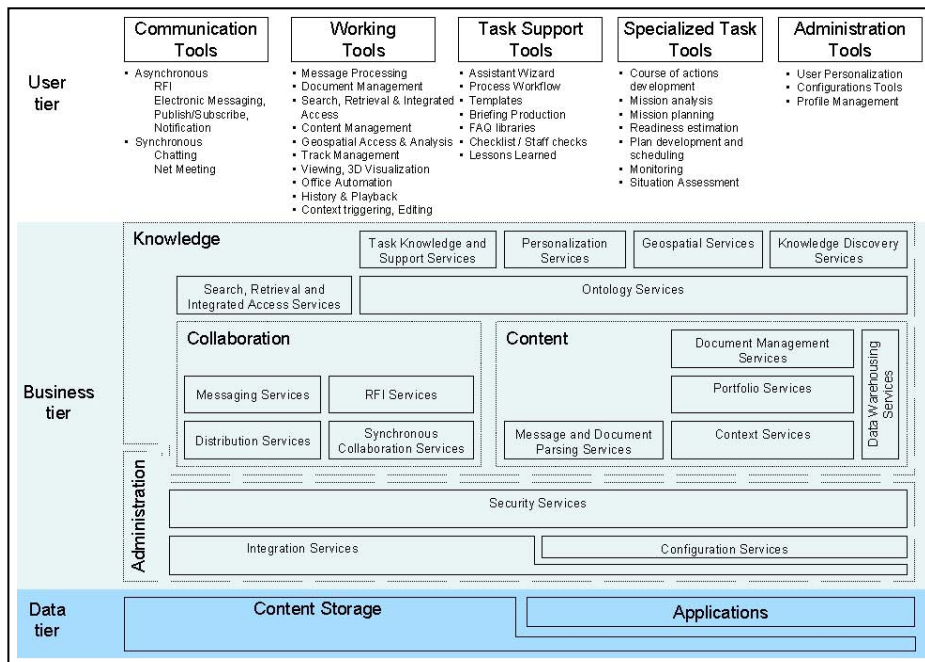 User
tier
Communication
Tools
Asynchronous
RFI
Electronic Messaging,
Publish/Subscribe,
Notification
Synchronous
Chatting
Net Meeting
Working
Tools
Message Processing
Document Management
Search, Retrieval & Integrated
Access
Content Management
Geospatial Access & Analysis
Track Management
Viewing, 3D Visualization
Office Automation
History & Playback
Context triggering, Editing
Task Support
Tools
Assistant Wizard
Process Workflow
Templates
Briefing Production
FAQ libraries
Checklist / Staff checks
Lessons Learned
Specialized Task
Tools
Course of actions
development
Mission analysis
Mission planning
Readiness estimation
Plan development and
scheduling
Monitoring
Situation Assessment
Administration
Tools
User Personalization
Configurations Tools
Profile Management
Business
tier
Knowledge
Task Knowledge and
Support Services
Personalization
Services
Geospatial Services
Knowledge Discovery
Services
Search, Retrieval and
Integrated Access Services
Ontology Services
Collaboration
Messaging Services
RFI Services
Distribution Services
Synchronous
Collaboration Services
Content
Document Management
Services
Portfolio Services
Message and Document
Parsing Services
Context Services
Data Warehousing
Services
Administration
Security Services
Integration Services
Configuration Services
Data
tier
Content Storage
Applications